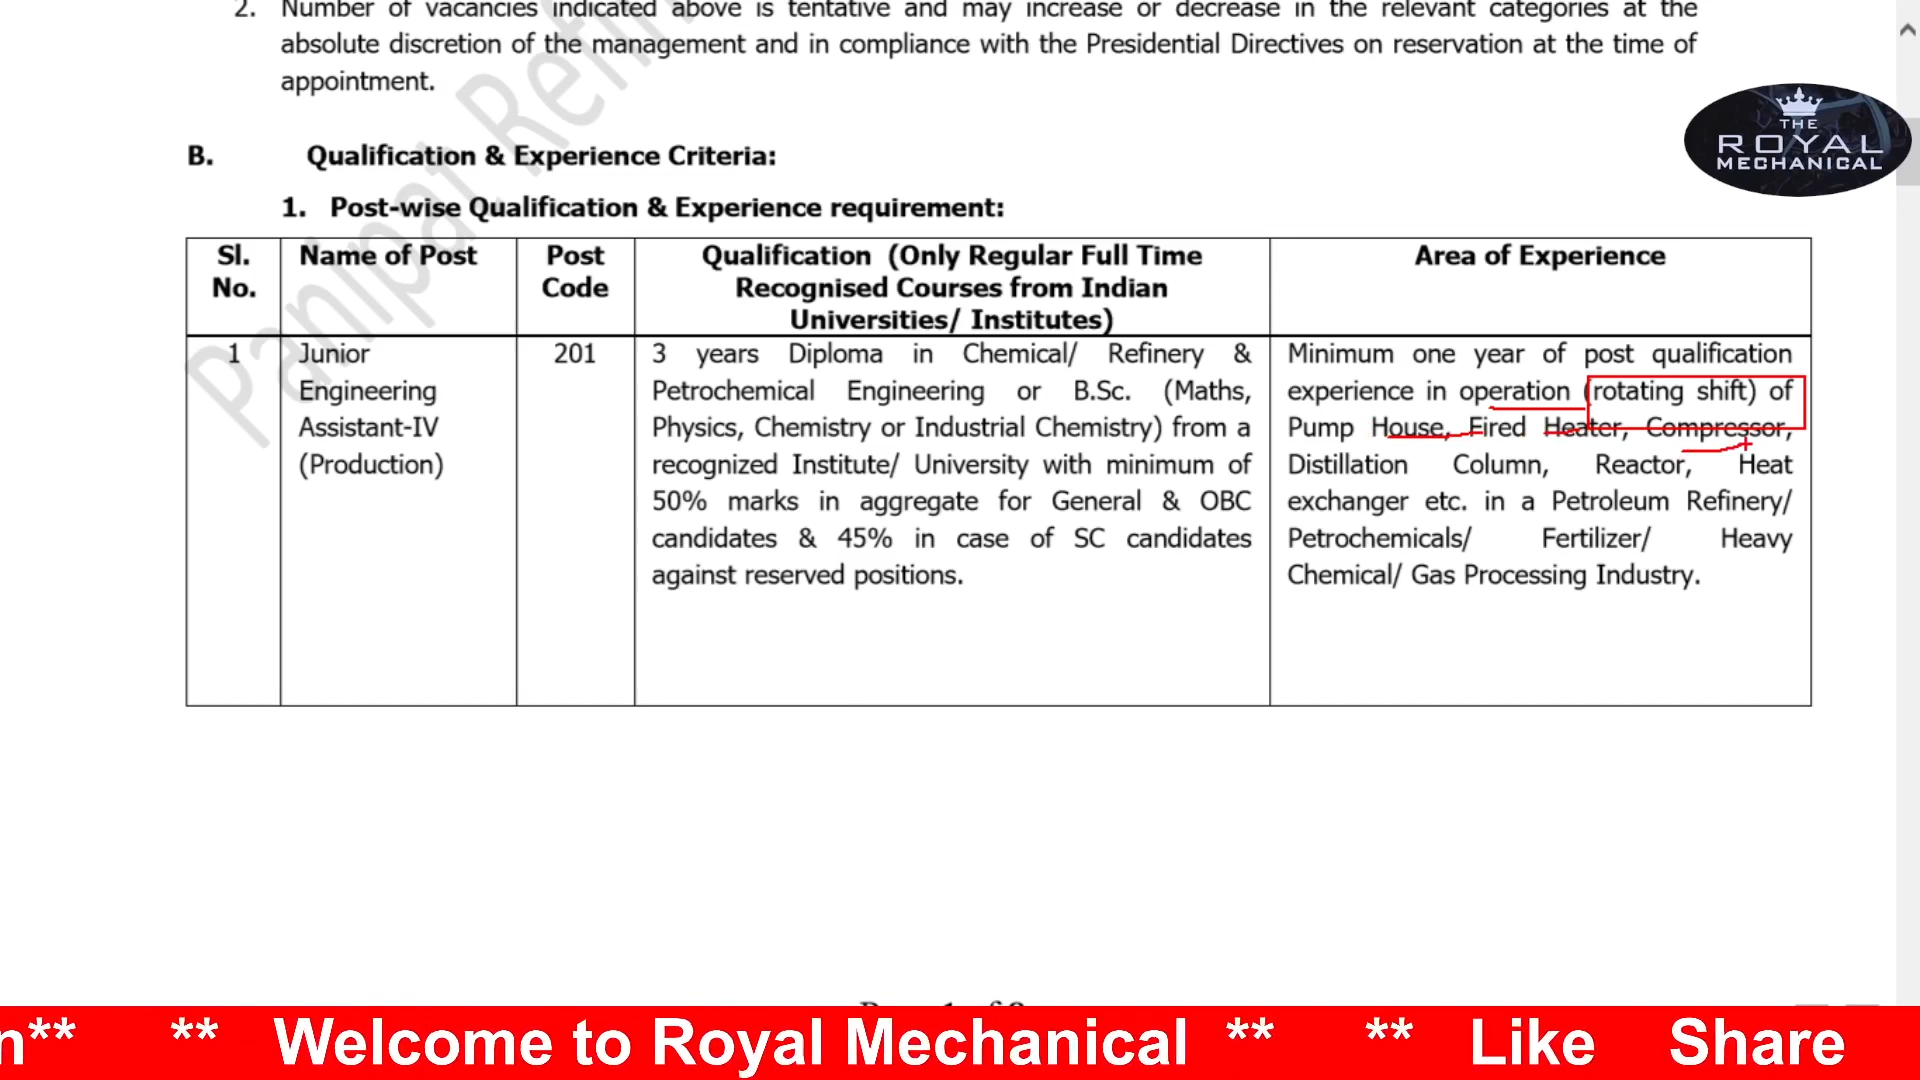 2. Number of vacancies indicated above is tentative and may increase or decrease in the relevant categories at the
absolute discretion of the management and in compliance with the Presidential Directives on reservation at the time of
appointment.
THE
ROYAL
MECHANICAL
B. Qualification & Experience Criteria:
1. Post-wise Qualification & Experience requirement:
Sl.
No.
Name of Post
Post
Code
Qualification (Only Regular Full Time
Recognised Courses from Indian
Universities/ Institutes)
Area of Experience
1
Junior
Engineering
Assistant-IV
(Production)
201
3 years Diploma in Chemical/ Refinery &
Petrochemical Engineering or B.Sc. (Maths,
Physics, Chemistry or Industrial Chemistry) from a
recognized Institute/ University with minimum of
50% marks in aggregate for General & OBC
candidates & 45% in case of SC candidates
against reserved positions.
Minimum one year of post qualification
experience in operation (rotating shift) of
Pump House, Fired Heater, Compressor,
Distillation Column, Reactor, Heat
exchanger etc. in a Petroleum Refinery/
Petrochemicals/ Fertilizer/ Heavy
Chemical/ Gas Processing Industry.
Panipat
n** ** Welcome to Royal Mechanical ** ** Like Share